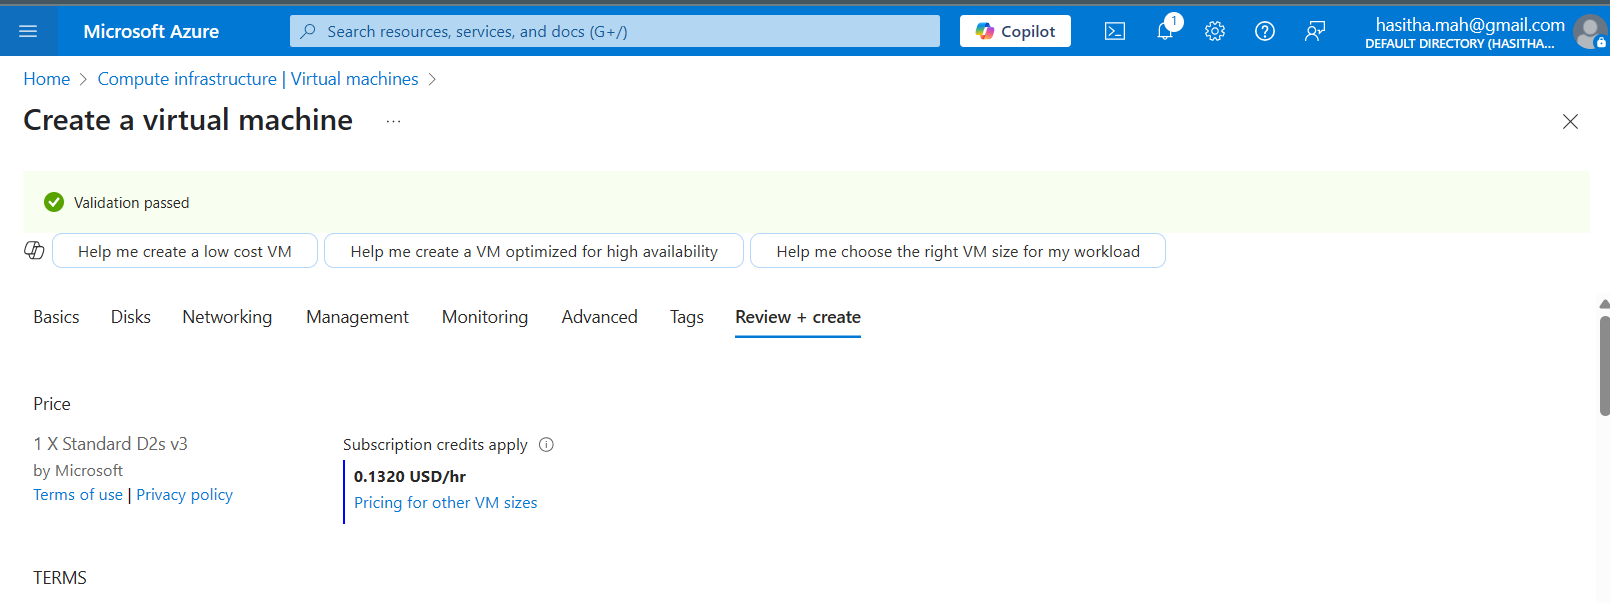 Microsoft Azure
Search resources, services, and docs (G+/)
Copilot
1
hasitha.mah@gmail.com
DEFAULT DIRECTORY (HASITHA...
Home > Compute infrastructure | Virtual machines >
Create a virtual machine ...
Validation passed
Help me create a low cost VM
Help me create a VM optimized for high availability
Help me choose the right VM size for my workload
Basics Disks Networking Management Monitoring Advanced Tags Review + create
Price
1 X Standard D2s v3
by Microsoft
Terms of use | Privacy policy
Subscription credits apply
0.1320 USD/hr
Pricing for other VM sizes
TERMS